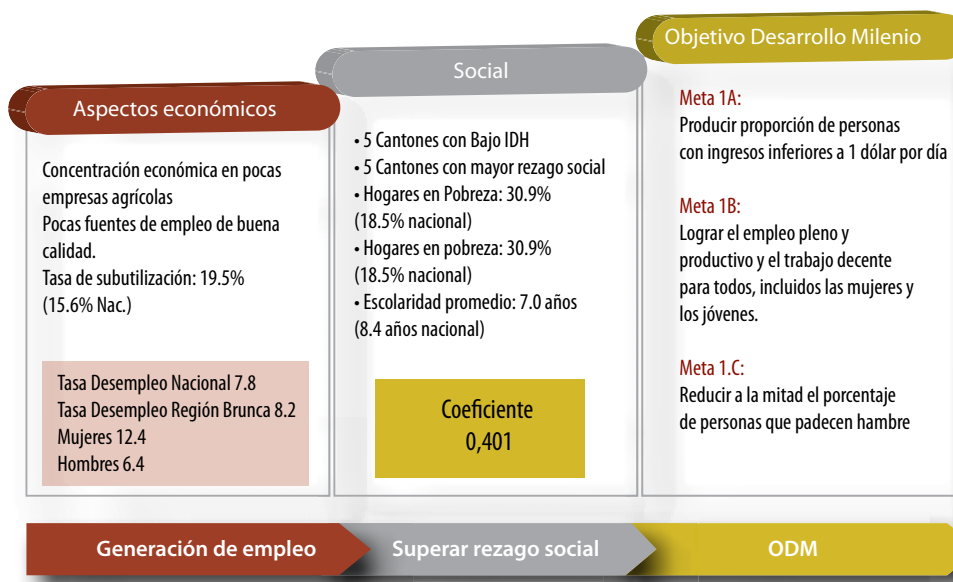 Aspectos económicos
Concentración económica en pocas
empresas agrícolas
Pocas fuentes de empleo de buena
calidad.
Tasa de subutilización: 19.5%
(15.6% Nac.)
Tasa Desempleo Nacional 7.8
Tasa Desempleo Región Brunca 8.2
Mujeres 12.4
Hombres 6.4
Generación de empleo
Social
• 5 Cantones con Bajo IDH
• 5 Cantones con mayor rezago social
• Hogares en Pobreza: 30.9%
(18.5% nacional)
• Hogares en pobreza: 30.9%
(18.5% nacional)
• Escolaridad promedio: 7.0 años
(8.4 años nacional)
Coeficiente
0,401
Superar rezago social
Objetivo Desarrollo Milenio
Meta 1A:
Producir proporción de personas
con ingresos inferiores a 1 dólar por día
Meta 1B:
Lograr el empleo pleno y
productivo y el trabajo decente
para todos, incluidos las mujeres y
los jóvenes.
Meta 1.C:
Reducir a la mitad el porcentaje
de personas que padecen hambre
ODM